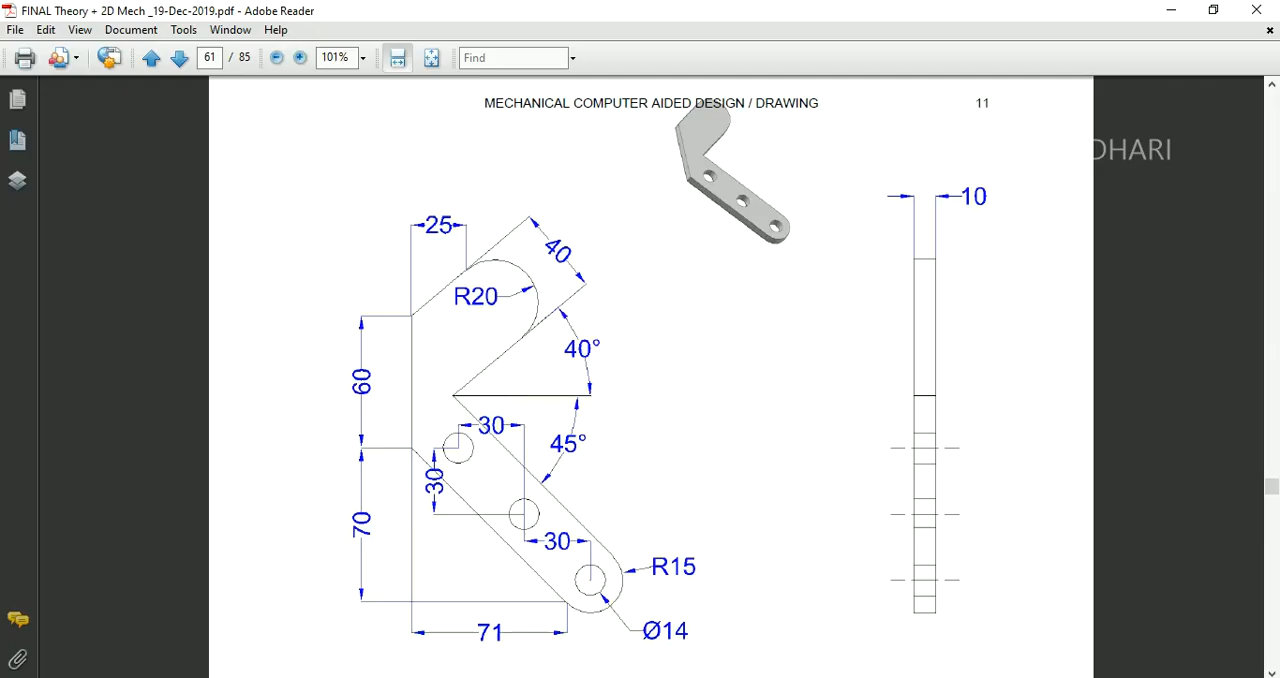 FINAL Theory + 2D Mech _19-Dec-2019.pdf - Adobe Reader
File Edit View Document Tools Window Help
61 / 85 101% Find
MECHANICAL COMPUTER AIDED DESIGN / DRAWING 11
DHARI
10
25
40
R20
40°
60
30
45°
30
70
30
R15
71
Ø14